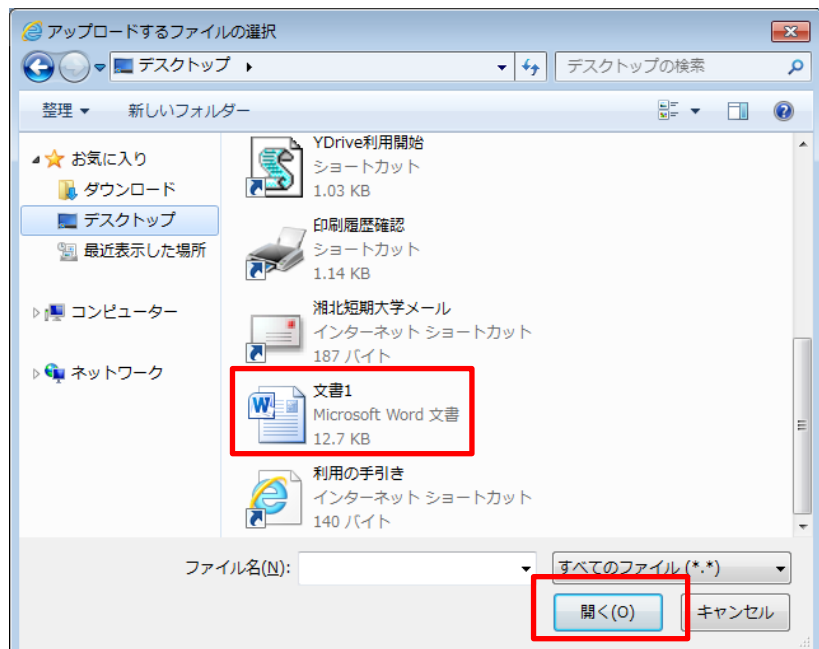 アップロードするファイルの選択
デスクトップ
デスクトップの検索
整理
新しいフォルダー
お気に入り
ダウンロード
デスクトップ
最近表示した場所
コンピューター
ネットワーク
YDrive利用開始
ショートカット
1.03 KB
印刷履歴確認
ショートカット
1.14 KB
湘北短期大学メール
インターネット ショートカット
187 バイト
文書1
Microsoft Word 文書
12.7 KB
利用の手引き
インターネット ショートカット
140 バイト
ファイル名(N):
すべてのファイル (*.*)
開く(O)
キャンセル